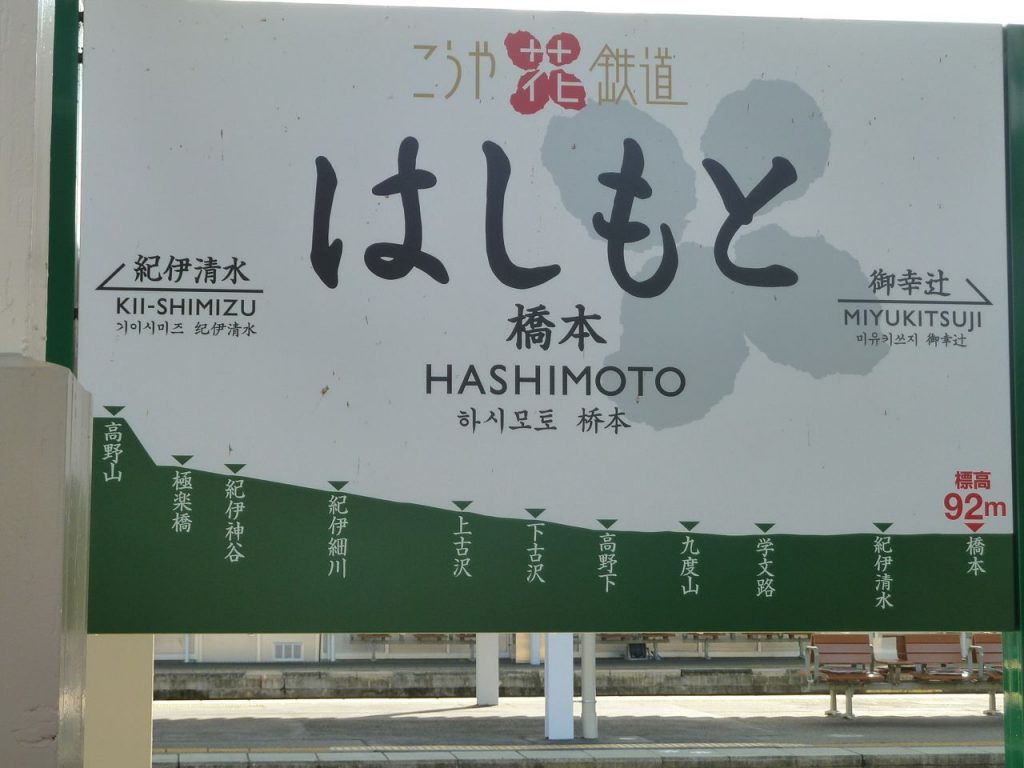 こうや花鉄道
はしもと
橋本
HASHIMOTO
하시모토 桥本
紀伊清水
KII-SHIMIZU
기이시미즈 紀伊清水
御幸辻
MIYUKITSUJI
미유키쓰지 御幸辻
高野山
極楽橋
紀伊神谷
紀伊細川
上古沢
下古沢
高野下
九度山
学文路
紀伊清水
標高
92m
橋本